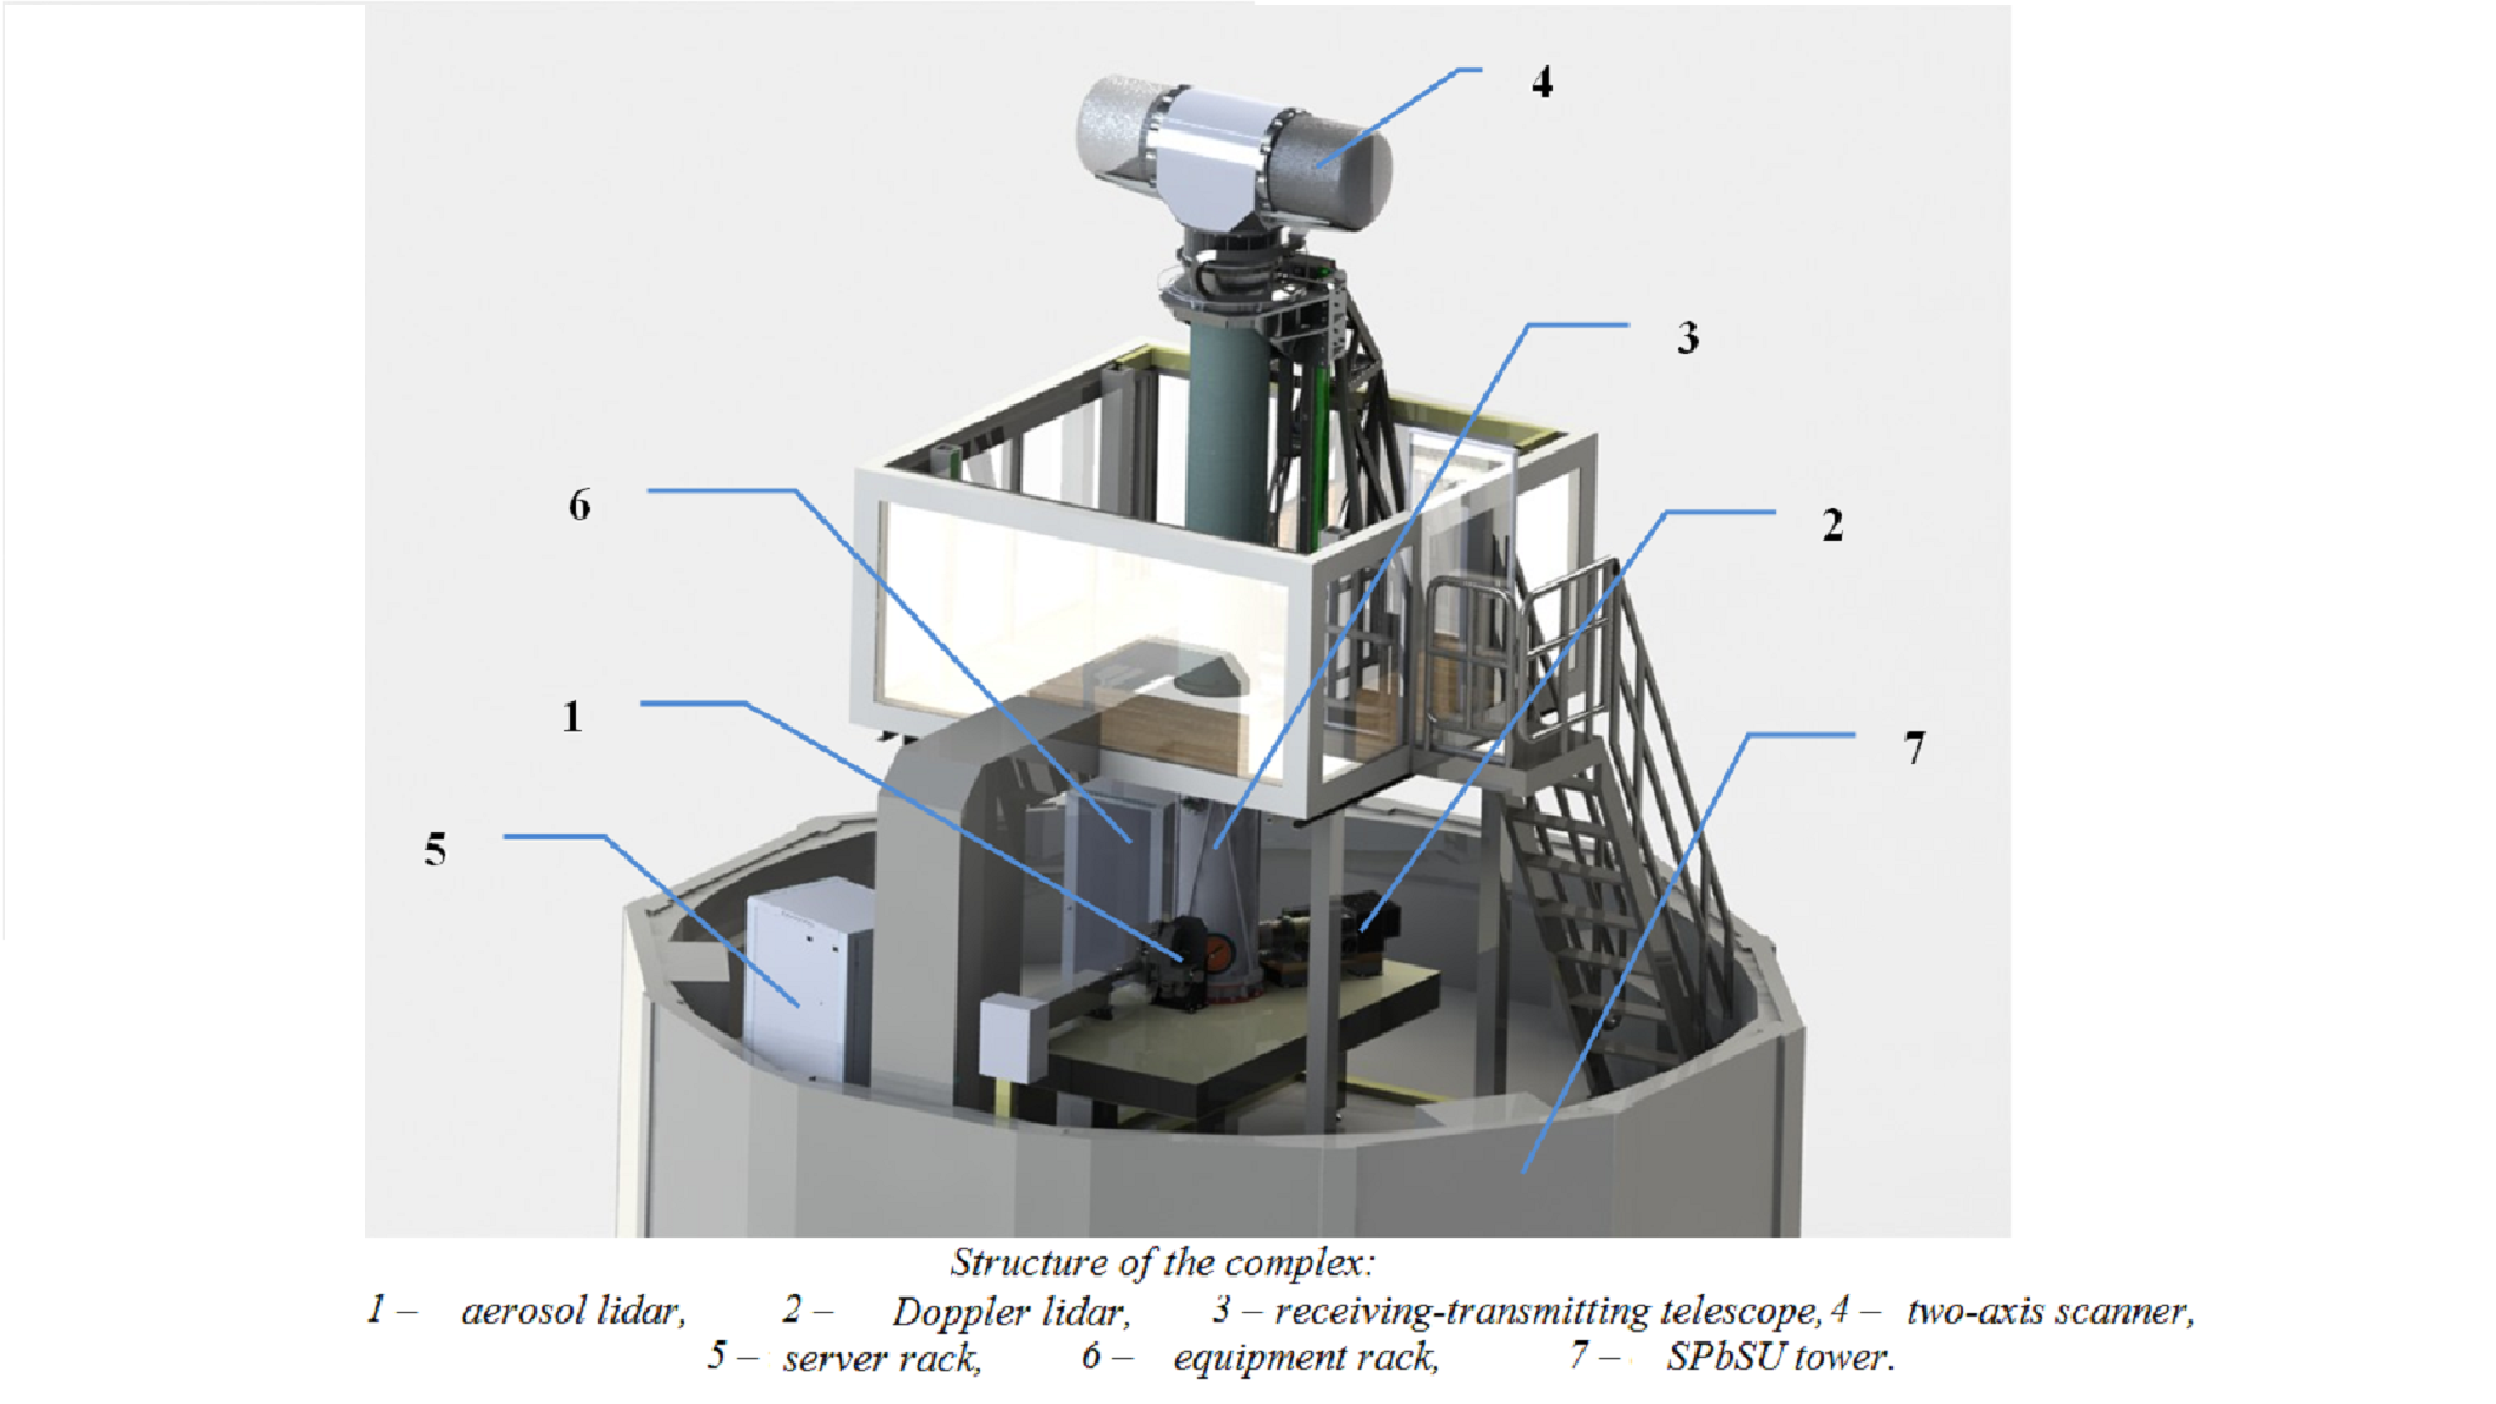 4
3
6
2
1
7
5
Structure of the complex:
1 – aerosol lidar, 2 – Doppler lidar, 3 – receiving-transmitting telescope, 4 – two-axis scanner,
5 – server rack, 6 – equipment rack, 7 – SPbSU tower.